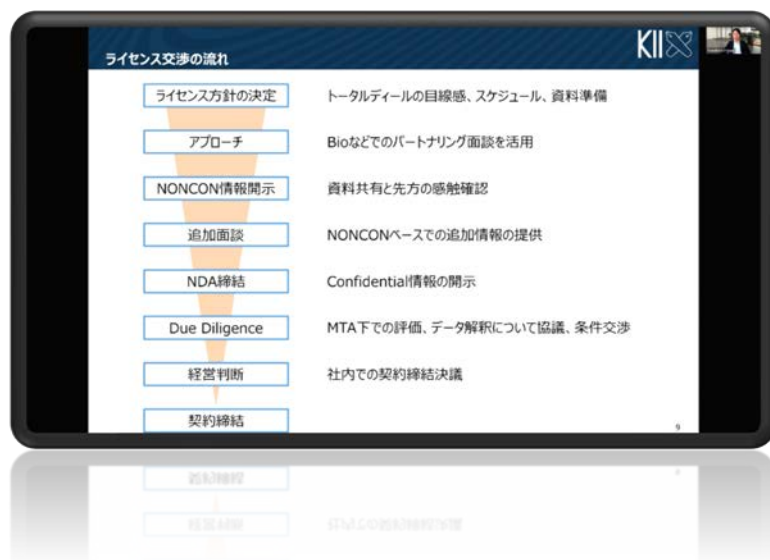 ライセンス交渉の流れ
KII
ライセンス方針の決定 トータルディールの目線感、スケジュール、資料準備
アプローチ Bioなどでのパートナリング面談を活用
NONCON情報開示 資料共有と先方の感触確認
追加面談 NONCONベースでの追加情報の提供
NDA締結 Confidential情報の開示
Due Diligence MTA下での評価、データ解釈について協議、条件交渉
経営判断 社内での契約締結決議
契約締結
9